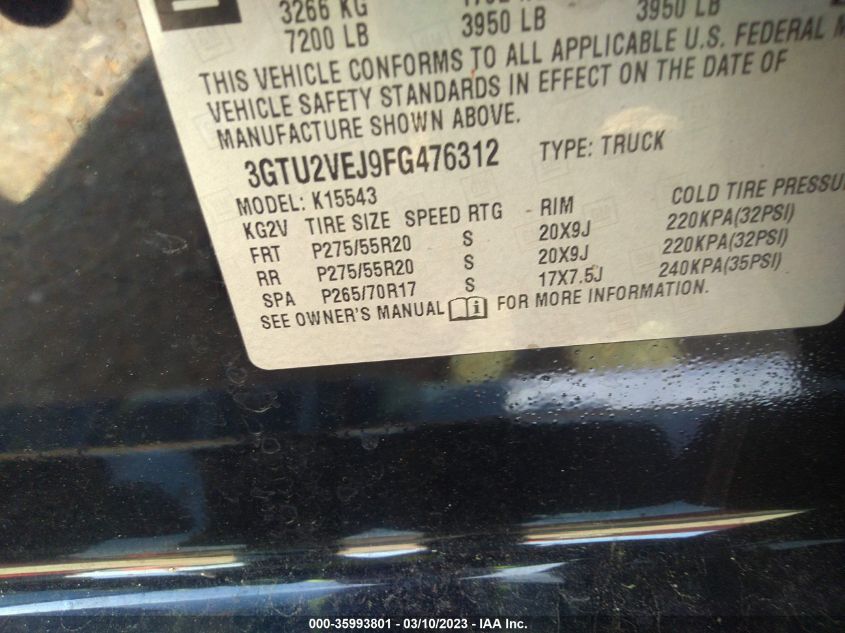 3266 KG
7200 LB 3950 LB 3950 LB
THIS VEHICLE CONFORMS TO ALL APPLICABLE U.S. FEDERAL
VEHICLE SAFETY STANDARDS IN EFFECT ON THE DATE OF
MANUFACTURE SHOWN ABOVE.
3GTU2VEJ9FG476312 TYPE: TRUCK
MODEL: K15543
KG2V TIRE SIZE SPEED RTG RIM COLD TIRE PRESSU
FRT P275/55R20 S 20X9J 220KPA(32PSI)
RR P275/55R20 S 20X9J 220KPA(32PSI)
SPA P265/70R17 S 17X7.5J 240KPA(35PSI)
SEE OWNER'S MANUAL i FOR MORE INFORMATION.
000-35993801 - 03/10/2023 - IAA Inc.